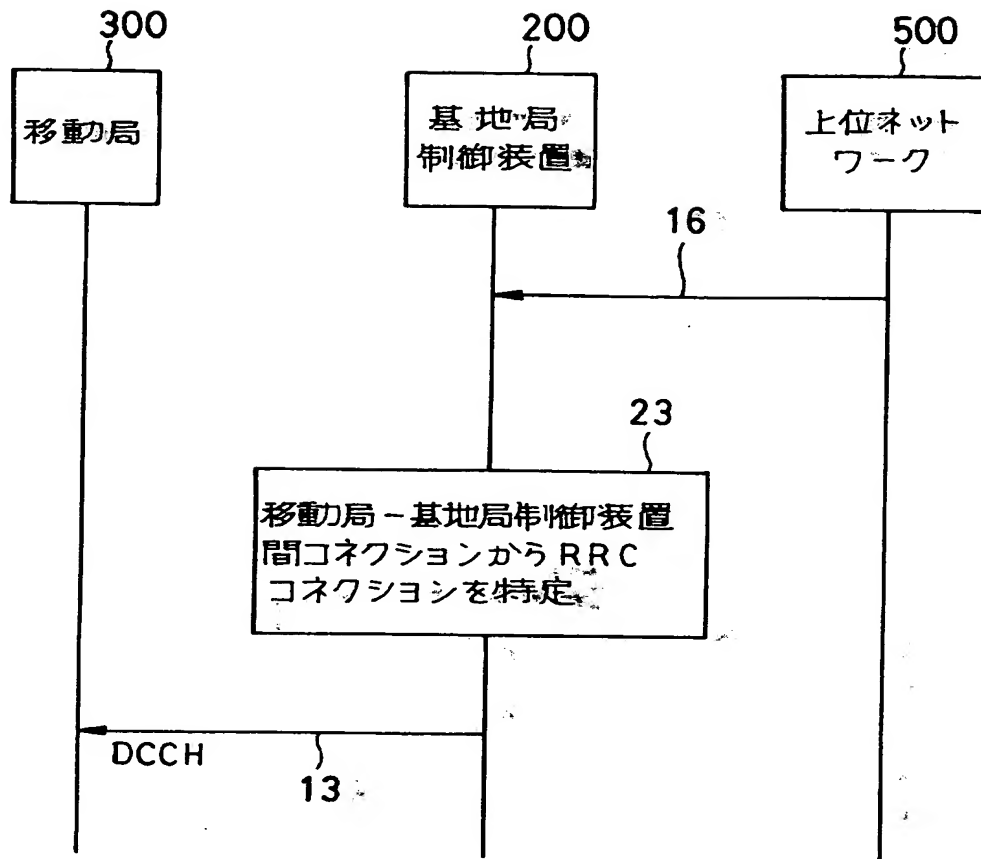 300
200
500
移動局
基地局
制御装置
上位ネット
ワーク
16
23
移動局-基地局制御装置
間コネクションからRRC
コネクションを特定
DCCH
13